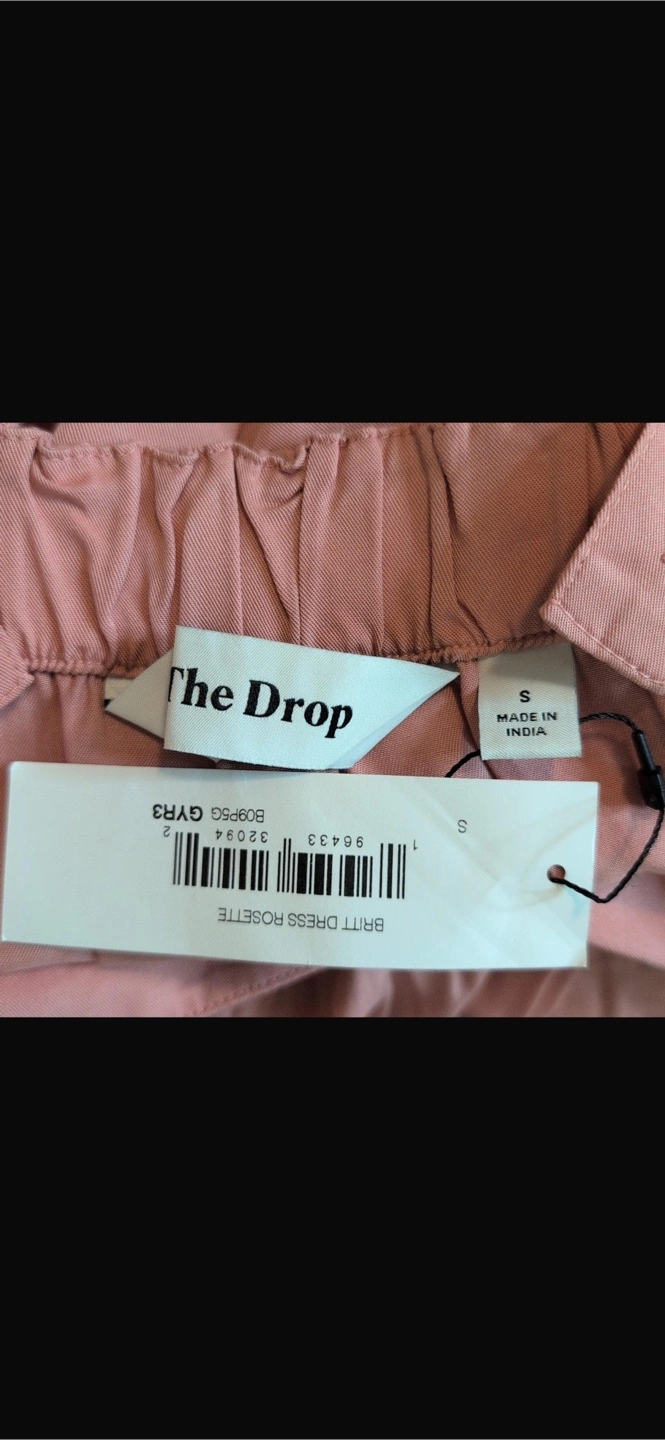 The Drop
S
MADE IN
INDIA
BRITT DRESS ROSETTE
1 96433 32094 2
B09P5G GYR3
S